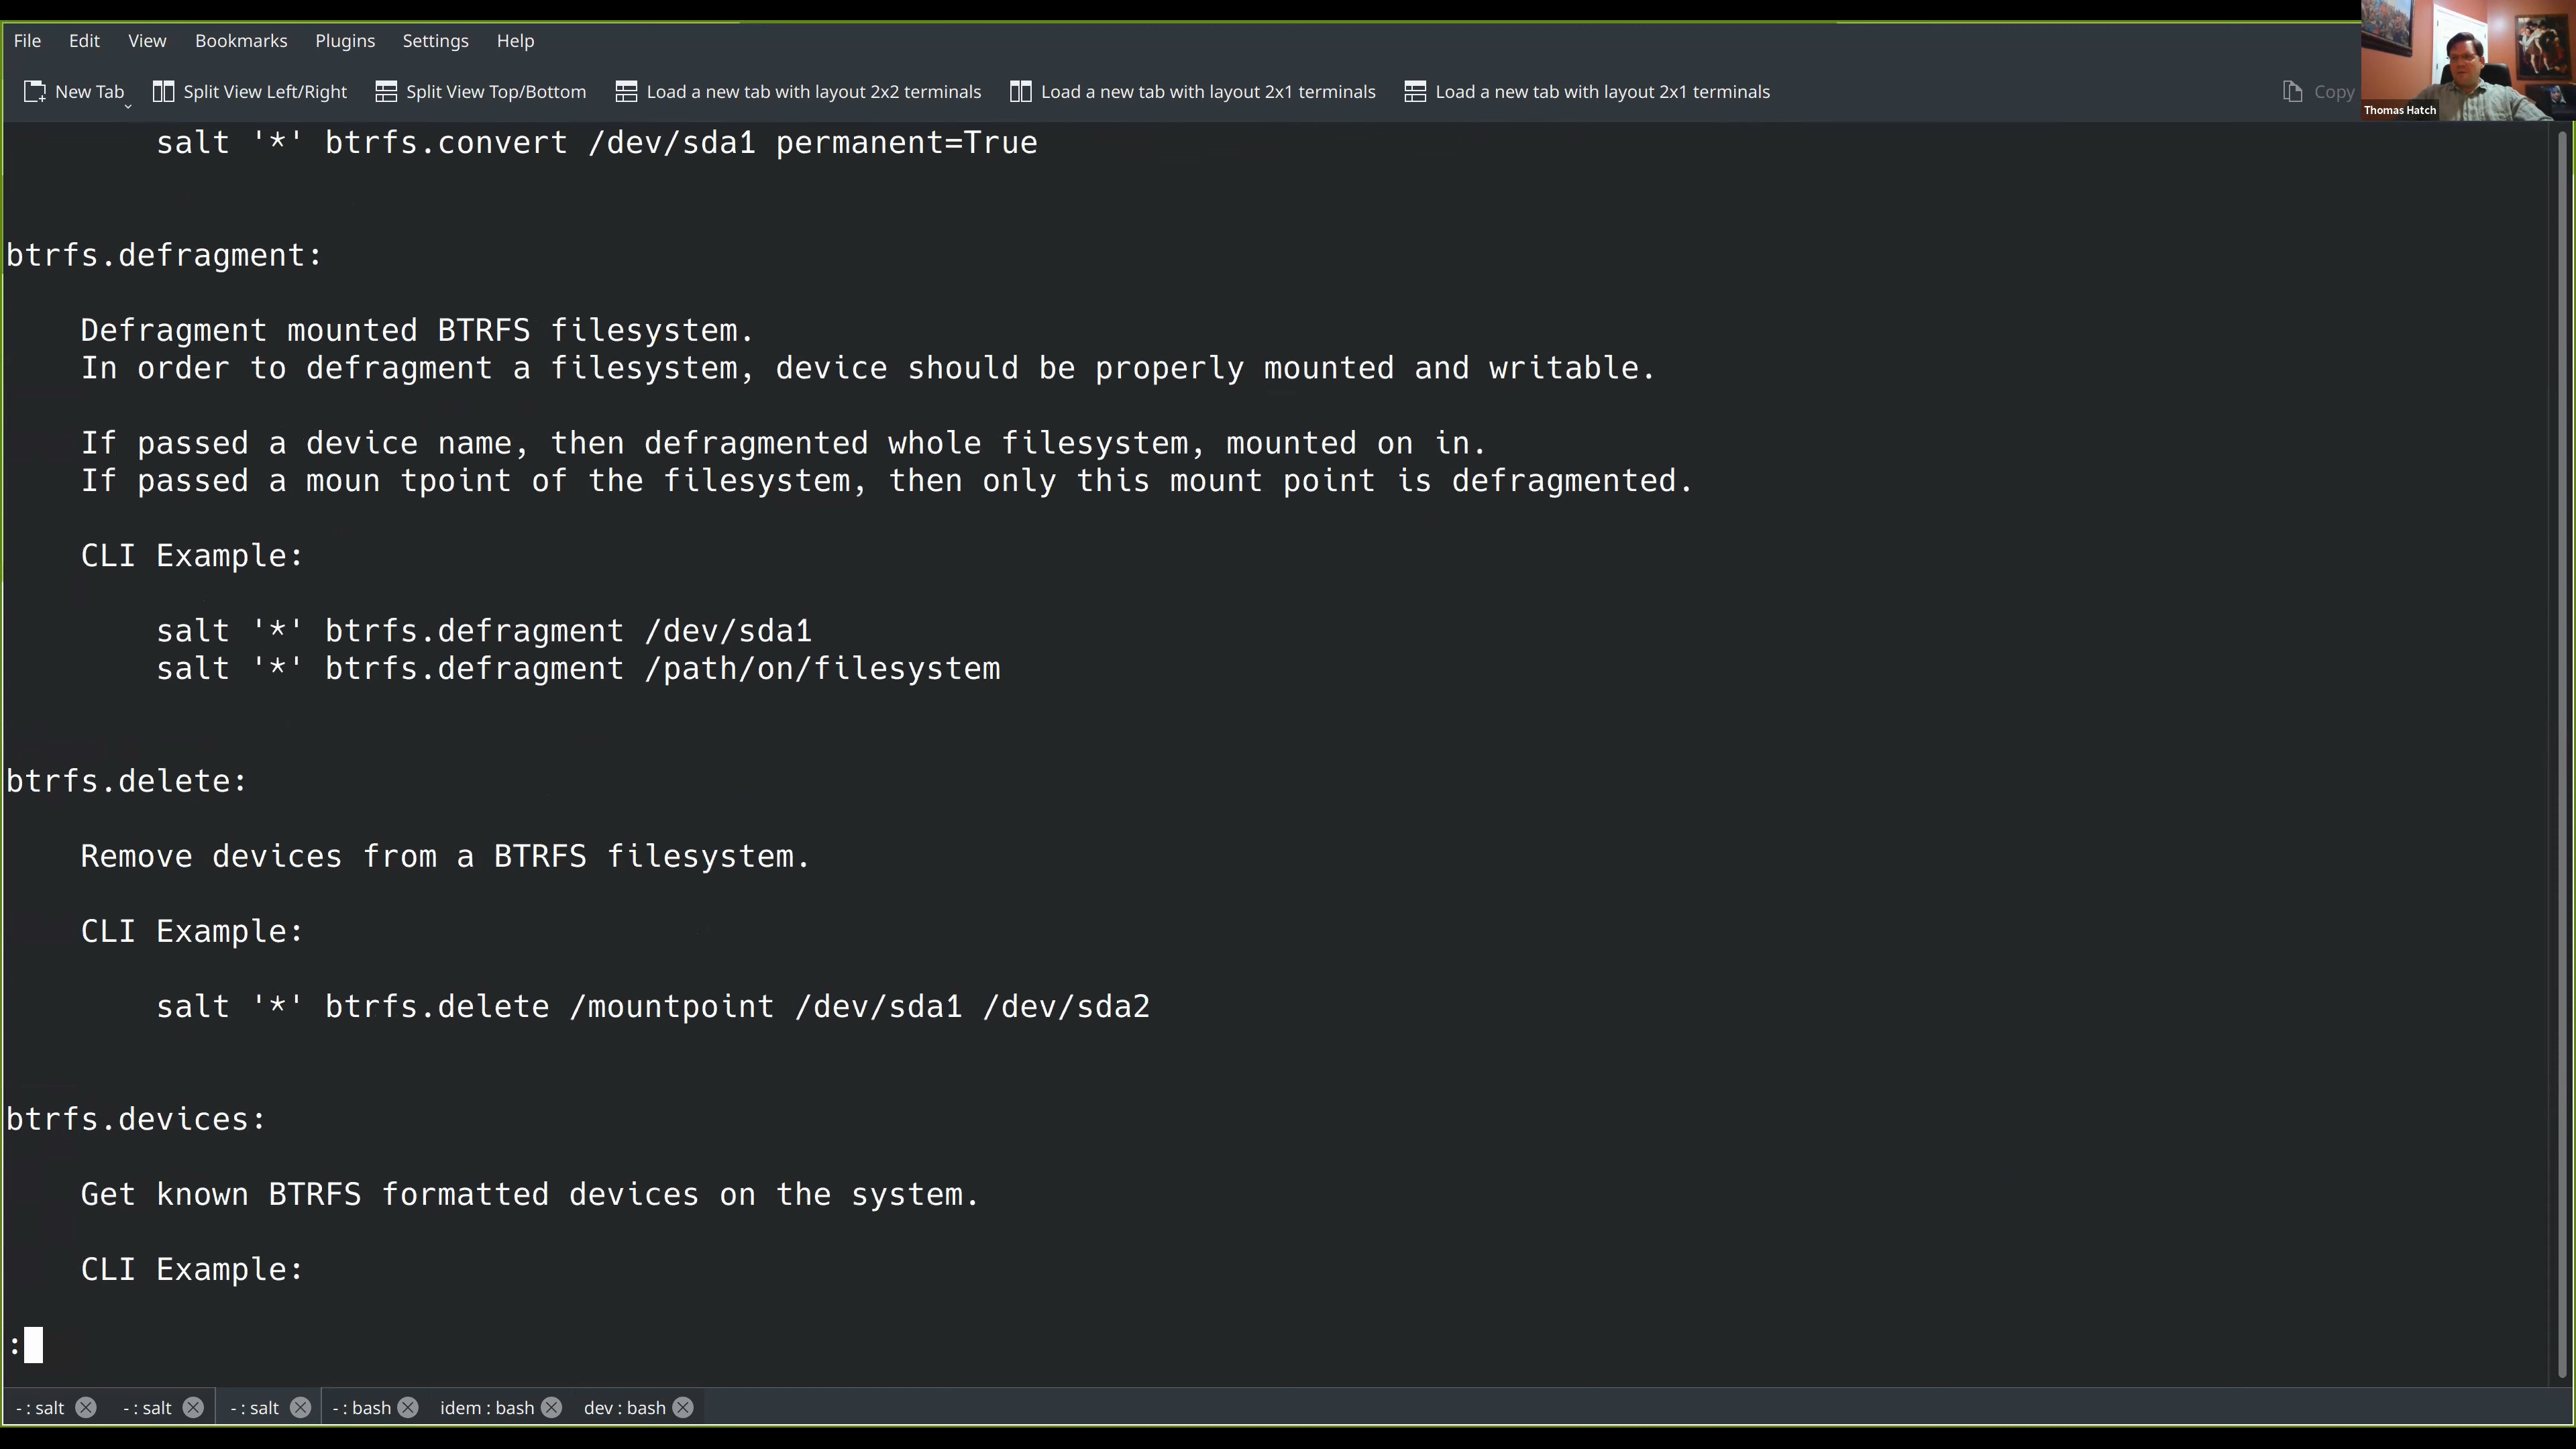 File Edit View Bookmarks Plugins Settings Help
New Tab Split View Left/Right Split View Top/Bottom Load a new tab with layout 2x2 terminals Load a new tab with layout 2x1 terminals Load a new tab with layout 2x1 terminals Copy
Thomas Hatch
salt '*' btrfs.convert /dev/sda1 permanent=True
btrfs.defragment:
Defragment mounted BTRFS filesystem.
In order to defragment a filesystem, device should be properly mounted and writable.
If passed a device name, then defragmented whole filesystem, mounted on in.
If passed a moun tpoint of the filesystem, then only this mount point is defragmented.
CLI Example:
salt '*' btrfs.defragment /dev/sda1
salt '*' btrfs.defragment /path/on/filesystem
btrfs.delete:
Remove devices from a BTRFS filesystem.
CLI Example:
salt '*' btrfs.delete /mountpoint /dev/sda1 /dev/sda2
btrfs.devices:
Get known BTRFS formatted devices on the system.
CLI Example:
:
- : salt - : salt - : salt - : bash idem : bash dev : bash